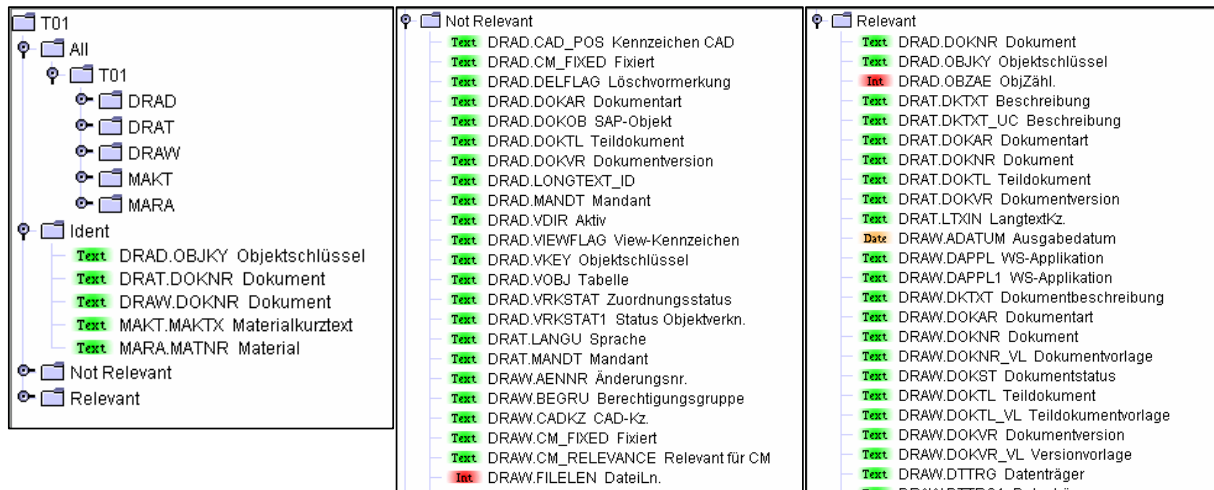 T01
All
T01
DRAD
DRAT
DRAW
MAKT
MARA
Ident
Text DRAD.OBJKY Objektschlüssel
Text DRAT.DOKNR Dokument
Text DRAW.DOKNR Dokument
Text MAKT.MAKTX Materialkurztext
Text MARA.MATNR Material
Not Relevant
Relevant
Not Relevant
Text DRAD.CAD_POS Kennzeichen CAD
Text DRAD.CM_FIXED Fixiert
Text DRAD.DELFLAG Löschvormerkung
Text DRAD.DOKAR Dokumentart
Text DRAD.DOKOB SAP-Objekt
Text DRAD.DOKTL Teildokument
Text DRAD.DOKVR Dokumentversion
Text DRAD.LONGTEXT_ID
Text DRAD.MANDT Mandant
Text DRAD.VDIR Aktiv
Text DRAD.VIEWFLAG View-Kennzeichen
Text DRAD.VKEY Objektschlüssel
Text DRAD.VOBJ Tabelle
Text DRAD.VRKSTAT Zuordnungsstatus
Text DRAD.VRKSTAT1 Status Objektverkn.
Text DRAT.LANGU Sprache
Text DRAT.MANDT Mandant
Text DRAW.AENNR Änderungsnr.
Text DRAW.BEGRU Berechtigungsgruppe
Text DRAW.CADKZ CAD-Kz.
Text DRAW.CM_FIXED Fixiert
Text DRAW.CM_RELEVANCE Relevant für CM
Int DRAW.FILELEN DateiLn.
Relevant
Text DRAD.DOKNR Dokument
Text DRAD.OBJKY Objektschlüssel
Int DRAD.OBZAE ObjZähl.
Text DRAT.DKTXT Beschreibung
Text DRAT.DKTXT_UC Beschreibung
Text DRAT.DOKAR Dokumentart
Text DRAT.DOKNR Dokument
Text DRAT.DOKTL Teildokument
Text DRAT.DOKVR Dokumentversion
Text DRAT.LTXIN LangtextKz.
Date DRAW.ADATUM Ausgabedatum
Text DRAW.DAPPL WS-Applikation
Text DRAW.DAPPL1 WS-Applikation
Text DRAW.DKTXT Dokumentbeschreibung
Text DRAW.DOKAR Dokumentart
Text DRAW.DOKNR Dokument
Text DRAW.DOKNR_VL Dokumentvorlage
Text DRAW.DOKST Dokumentstatus
Text DRAW.DOKTL Teildokument
Text DRAW.DOKTL_VL Teildokumentvorlage
Text DRAW.DOKVR Dokumentversion
Text DRAW.DOKVR_VL Versionvorlage
Text DRAW.DTTRG Datenträger